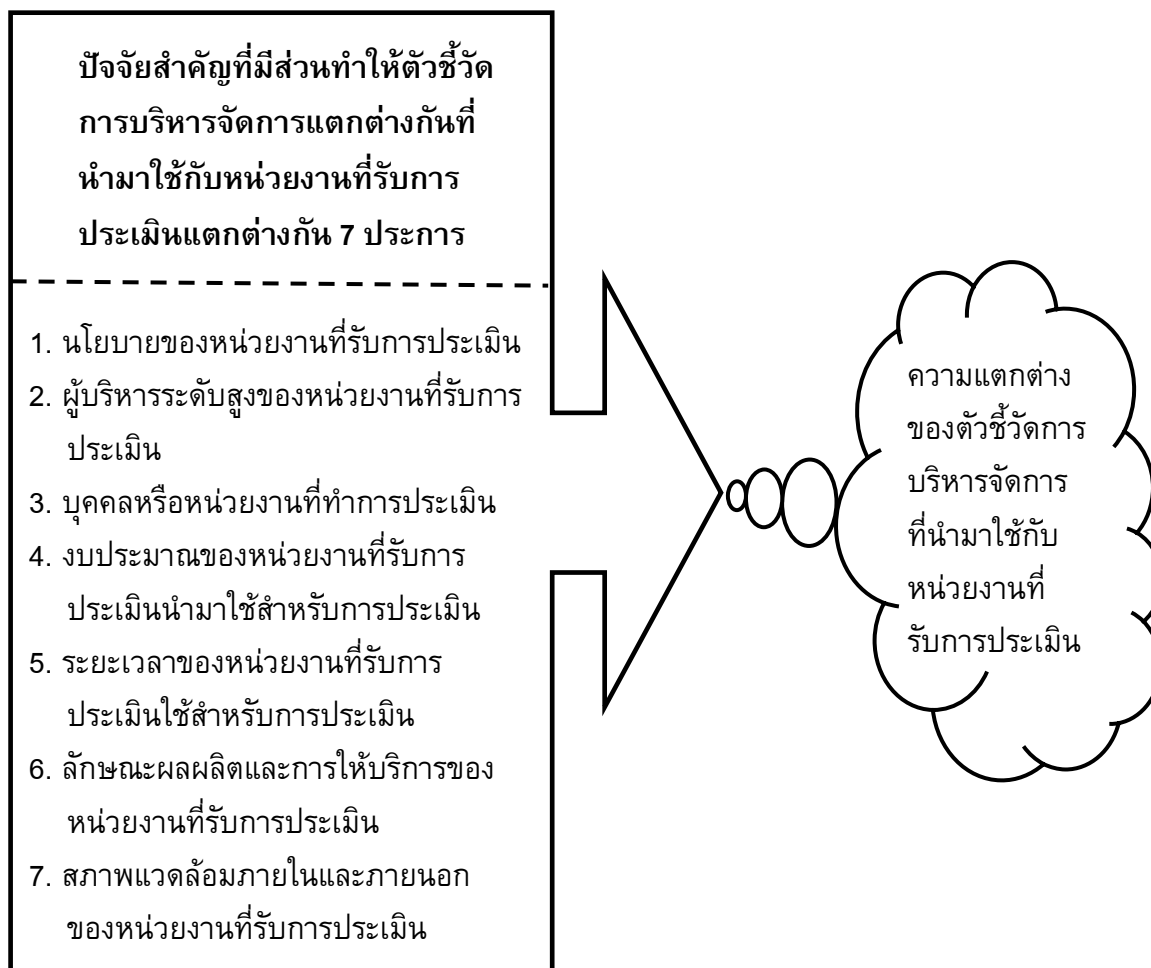 ปัจจัยสำคัญที่มีส่วนทำให้ตัวชี้วัด
การบริหารจัดการแตกต่างกันที่
นำมาใช้กับหน่วยงานที่รับการ
ประเมินแตกต่างกัน 7 ประการ
1. นโยบายของหน่วยงานที่รับการประเมิน
2. ผู้บริหารระดับสูงของหน่วยงานที่รับการ
ประเมิน
3. บุคคลหรือหน่วยงานที่ทำการประเมิน
4. งบประมาณของหน่วยงานที่รับการ
ประเมินนำมาใช้สำหรับการประเมิน
5. ระยะเวลาของหน่วยงานที่รับการ
ประเมินใช้สำหรับการประเมิน
6. ลักษณะผลผลิตและการให้บริการของ
หน่วยงานที่รับการประเมิน
7. สภาพแวดล้อมภายในและภายนอก
ของหน่วยงานที่รับการประเมิน
ความแตกต่าง
ของตัวชี้วัดการ
บริหารจัดการ
ที่นำมาใช้กับ
หน่วยงานที่
รับการประเมิน